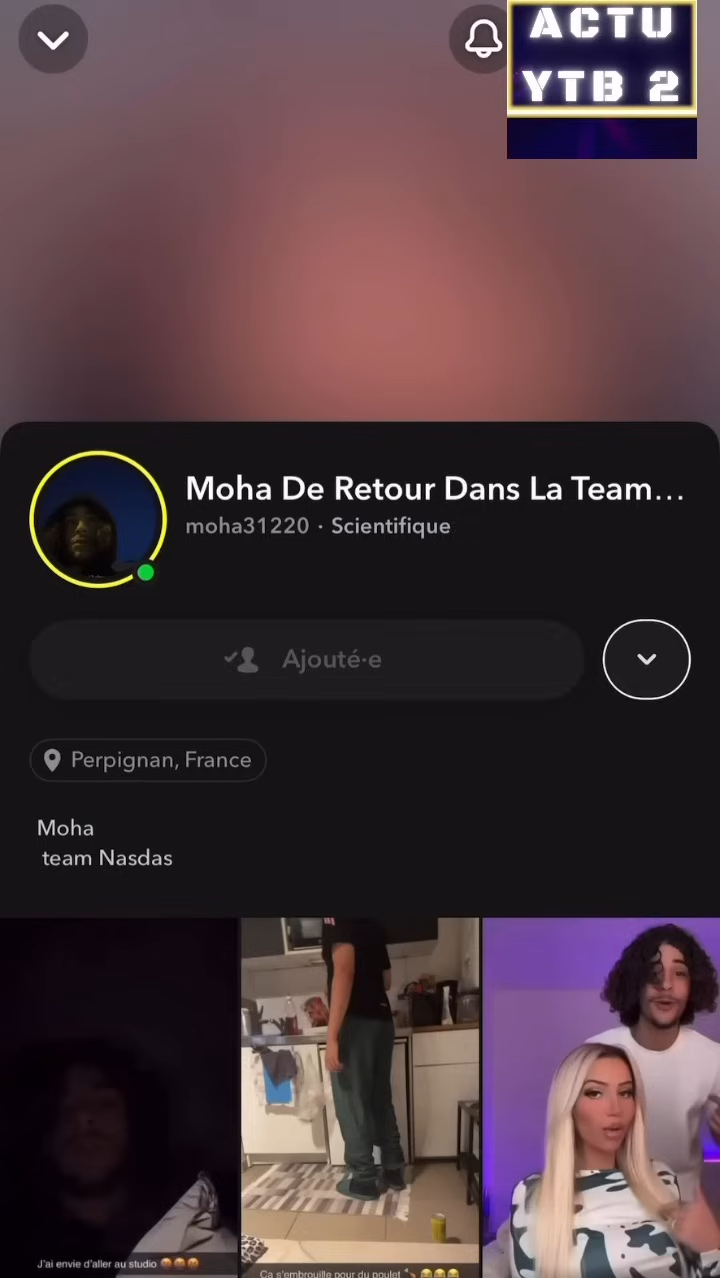 ACTU
YTB 2
Moha De Retour Dans La Team...
moha31220 · Scientifique
Ajouté·e
Perpignan, France
Moha
team Nasdas
J'ai envie d'aller au studio 😡😡😡
Ça s'embrouille pour du poulet 🍗 😂😂😂